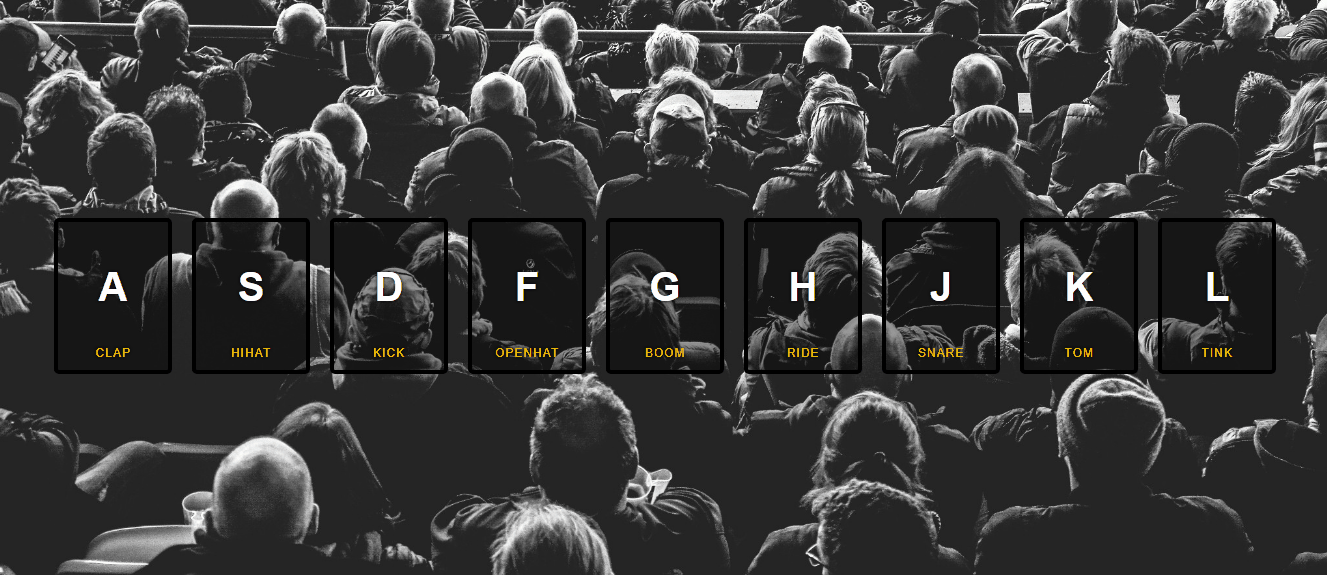 A S D F G H J K L
CLAP HIHAT KICK OPENHAT BOOM RIDE SNARE TOM TINK